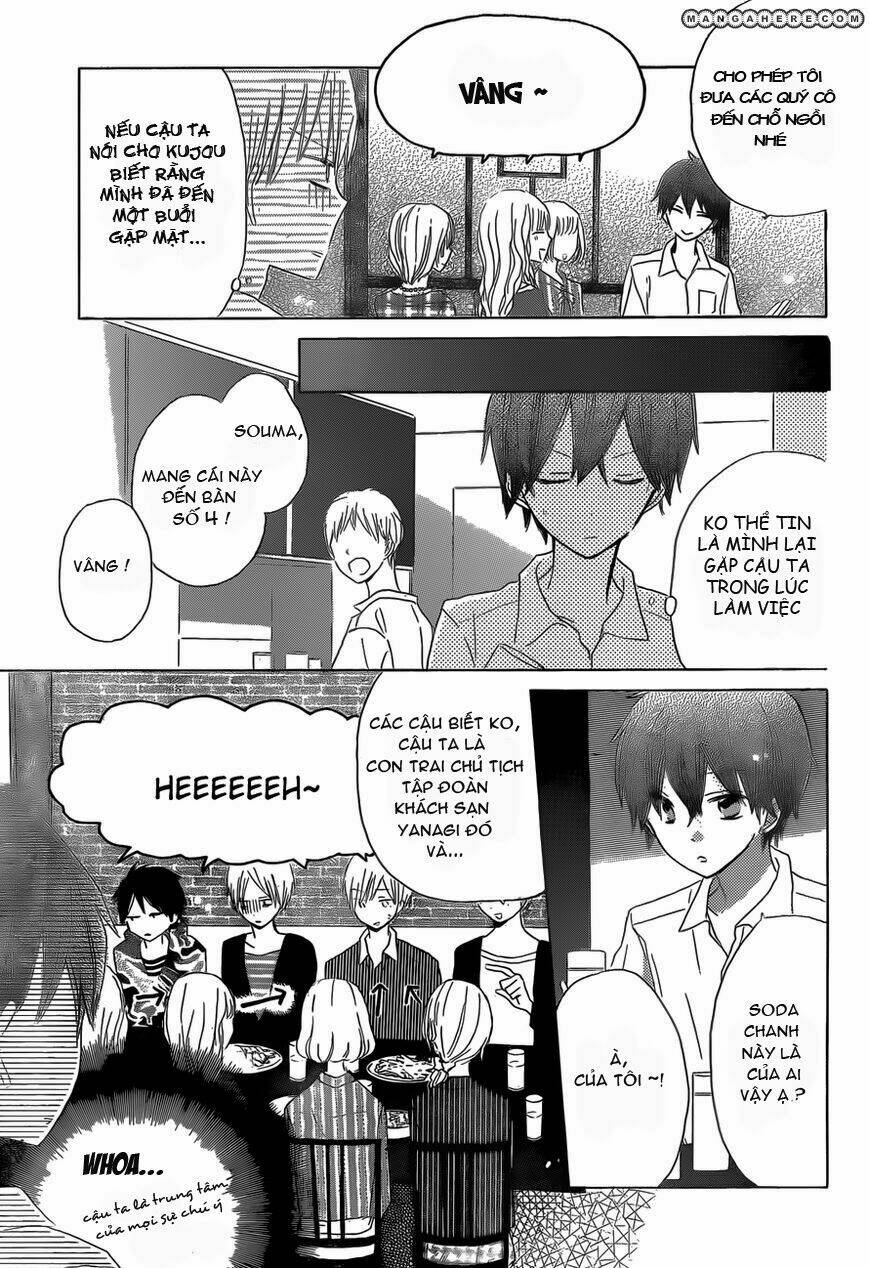 MANGAHERE.COM
CHO PHÉP TÔI
ĐƯA CÁC QUÝ CÔ
ĐẾN CHỖ NGỒI
NHÉ
VÂNG ~
NẾU CẬU TA
NÓI CHO KUJOU
BIẾT RẰNG
MÌNH ĐÃ ĐẾN
MỘT BUỔI
GẶP MẶT...
KO THỂ TIN
LÀ MÌNH LẠI
GẶP CẬU TA
TRONG LÚC
LÀM VIỆC
SOUMA,
MANG CÁI NÀY
ĐẾN BÀN
SỐ 4 !
VÂNG !
SODA
CHANH
NÀY LÀ
CỦA AI
VẬY Ạ ?
À,
CỦA TÔI ~!
CÁC CẬU BIẾT KO,
CẬU TA LÀ
CON TRAI CHỦ TỊCH
TẬP ĐOÀN
KHÁCH SẠN
YANAGI ĐÓ
VÀ...
HEEEEEEH~
WHOA...
cậu ta là trung tâm
của mọi sự chú ý